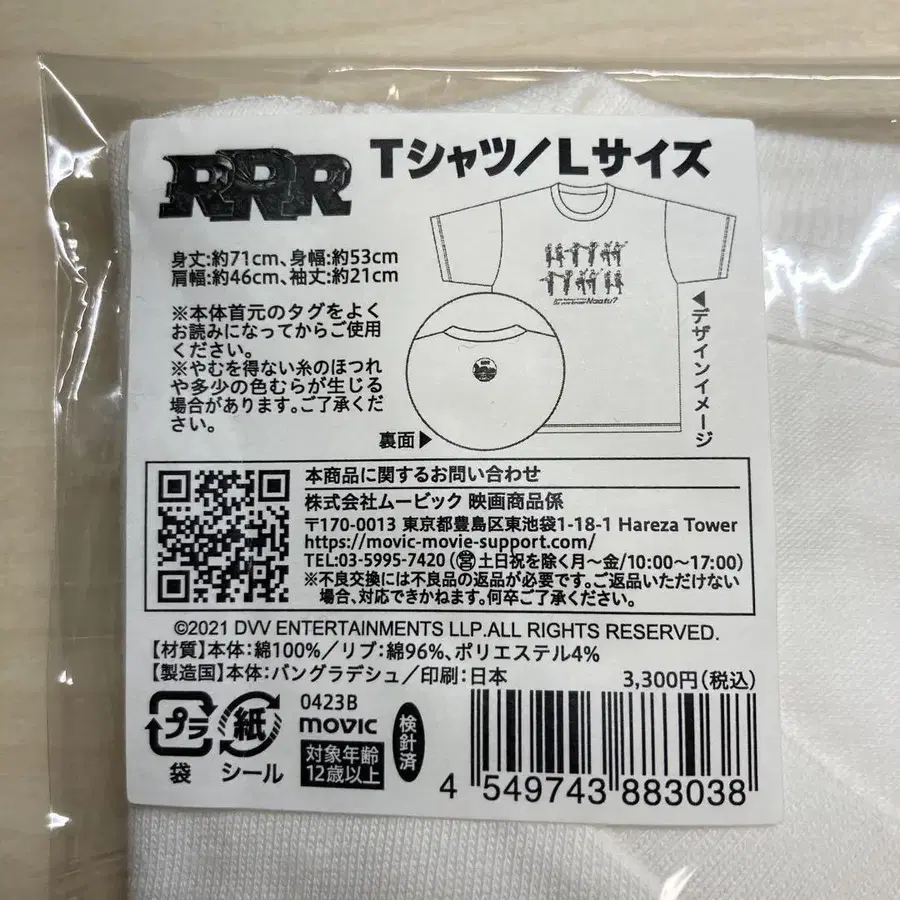 RRR
Tシャツ/Lサイズ
身丈:約71cm、身幅:約53cm
肩幅:約46cm、袖丈:約21cm
※本体首元のタグをよく
お読みになってからご使用
ください。
※やむを得ない糸のほつれ
や多少の色むらが生じる
場合があります。ご了承くだ
さい。
Naatu?
◀デザインイメージ
裏面▶
本商品に関するお問い合わせ
株式会社ムービック 映画商品係
〒170-0013 東京都豊島区東池袋1-18-1 Hareza Tower
https://movic-movie-support.com/
TEL:03-5995-7420 (営土日祝を除く月〜金/10:00〜17:00)
※不良交換には不良品の返品が必要です。ご返品いただけない
場合、対応できかねます。何卒ご了承ください。
©2021 DVV ENTERTAINMENTS LLP.ALL RIGHTS RESERVED.
【材質】本体:綿100%/リブ:綿96%、ポリエステル4%
【製造国】本体:バングラデシュ/印刷:日本
3,300円(税込)
プラ
袋
紙
シール
0423B
movic
対象年齢
12歳以上
検針済
4 549743 883038